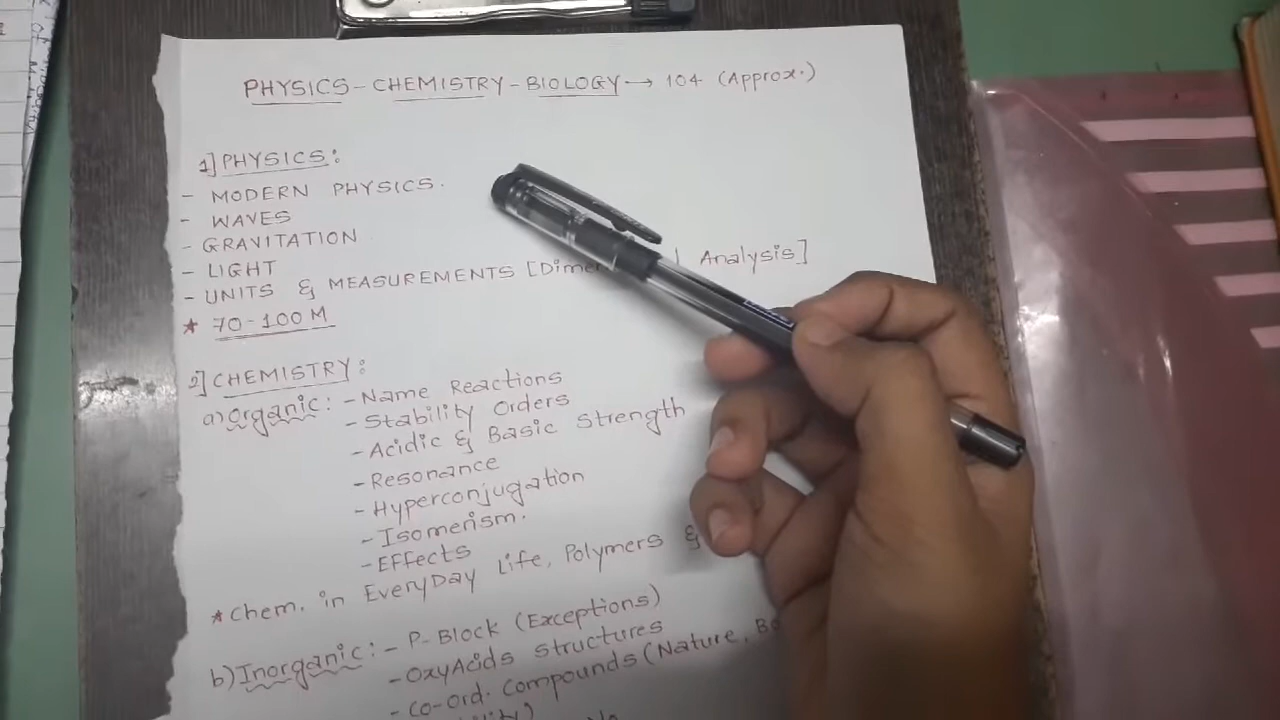 PHYSICS - CHEMISTRY - BIOLOGY → 104 (Approx.)
1] PHYSICS:
- MODERN PHYSICS.
- WAVES
- GRAVITATION
- LIGHT
- UNITS & MEASUREMENTS [Dimen l Analysis]
* 70-100 M
2] CHEMISTRY:
a) Organic: - Name Reactions
- Stability Orders
- Acidic & Basic Strength
- Resonance
- Hyperconjugation
- Isomerism.
- Effects
* Chem. in EveryDay Life, Polymers &
b) Inorganic: - P-Block (Exceptions)
- OxyAcids structures
- Co-ord. Compounds (Nature, Bo